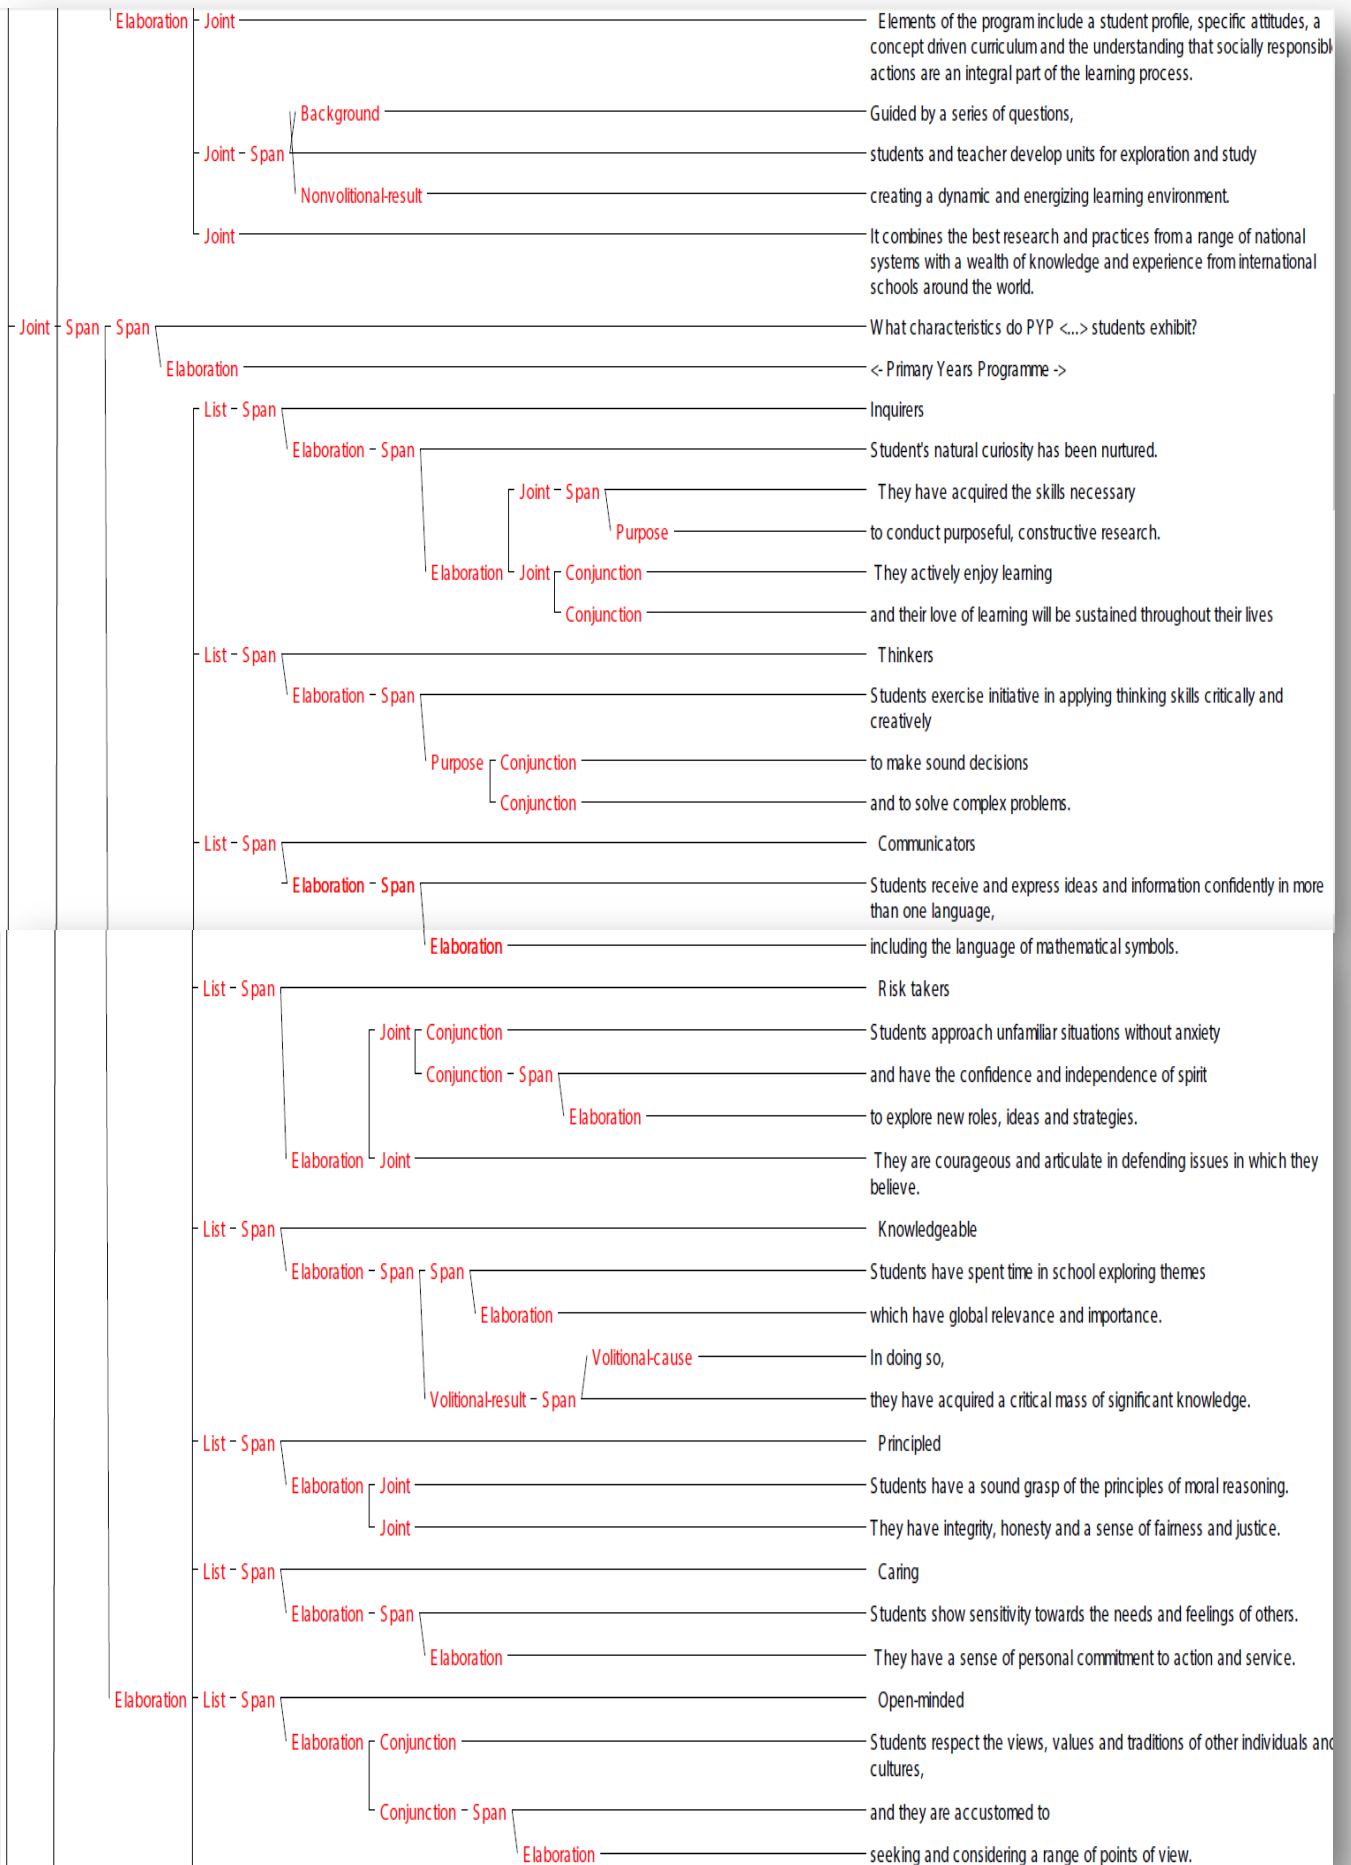 Elaboration Joint Elements of the program include a student profile, specific attitudes, a
concept driven curriculum and the understanding that socially responsibl
actions are an integral part of the learning process.
Background Guided by a series of questions,
Joint Span students and teacher develop units for exploration and study
Nonvolitional-result creating a dynamic and energizing learning environment.
Joint It combines the best research and practices from a range of national
systems with a wealth of knowledge and experience from international
schools around the world.
Joint Span Span What characteristics do PYP <...> students exhibit?
Elaboration <- Primary Years Programme ->
List Span Inquirers
Elaboration Span Student's natural curiosity has been nurtured.
Joint Span They have acquired the skills necessary
Purpose to conduct purposeful, constructive research.
Elaboration Joint Conjunction They actively enjoy learning
Conjunction and their love of learning will be sustained throughout their lives
List Span Thinkers
Elaboration Span Students exercise initiative in applying thinking skills critically and
creatively
Purpose Conjunction to make sound decisions
Conjunction and to solve complex problems.
List Span Communicators
Elaboration Span Students receive and express ideas and information confidently in more
than one language,
Elaboration including the language of mathematical symbols.
List Span Risk takers
Joint Conjunction Students approach unfamiliar situations without anxiety
Conjunction Span and have the confidence and independence of spirit
Elaboration to explore new roles, ideas and strategies.
Elaboration Joint They are courageous and articulate in defending issues in which they
believe.
List Span Knowledgeable
Elaboration Span Span Students have spent time in school exploring themes
Elaboration which have global relevance and importance.
Volitional-cause In doing so,
Volitional-result Span they have acquired a critical mass of significant knowledge.
List Span Principled
Elaboration Joint Students have a sound grasp of the principles of moral reasoning.
Joint They have integrity, honesty and a sense of fairness and justice.
List Span Caring
Elaboration Span Students show sensitivity towards the needs and feelings of others.
Elaboration They have a sense of personal commitment to action and service.
Elaboration List Span Open-minded
Elaboration Conjunction Students respect the views, values and traditions of other individuals and
cultures,
Conjunction Span and they are accustomed to
Elaboration seeking and considering a range of points of view.